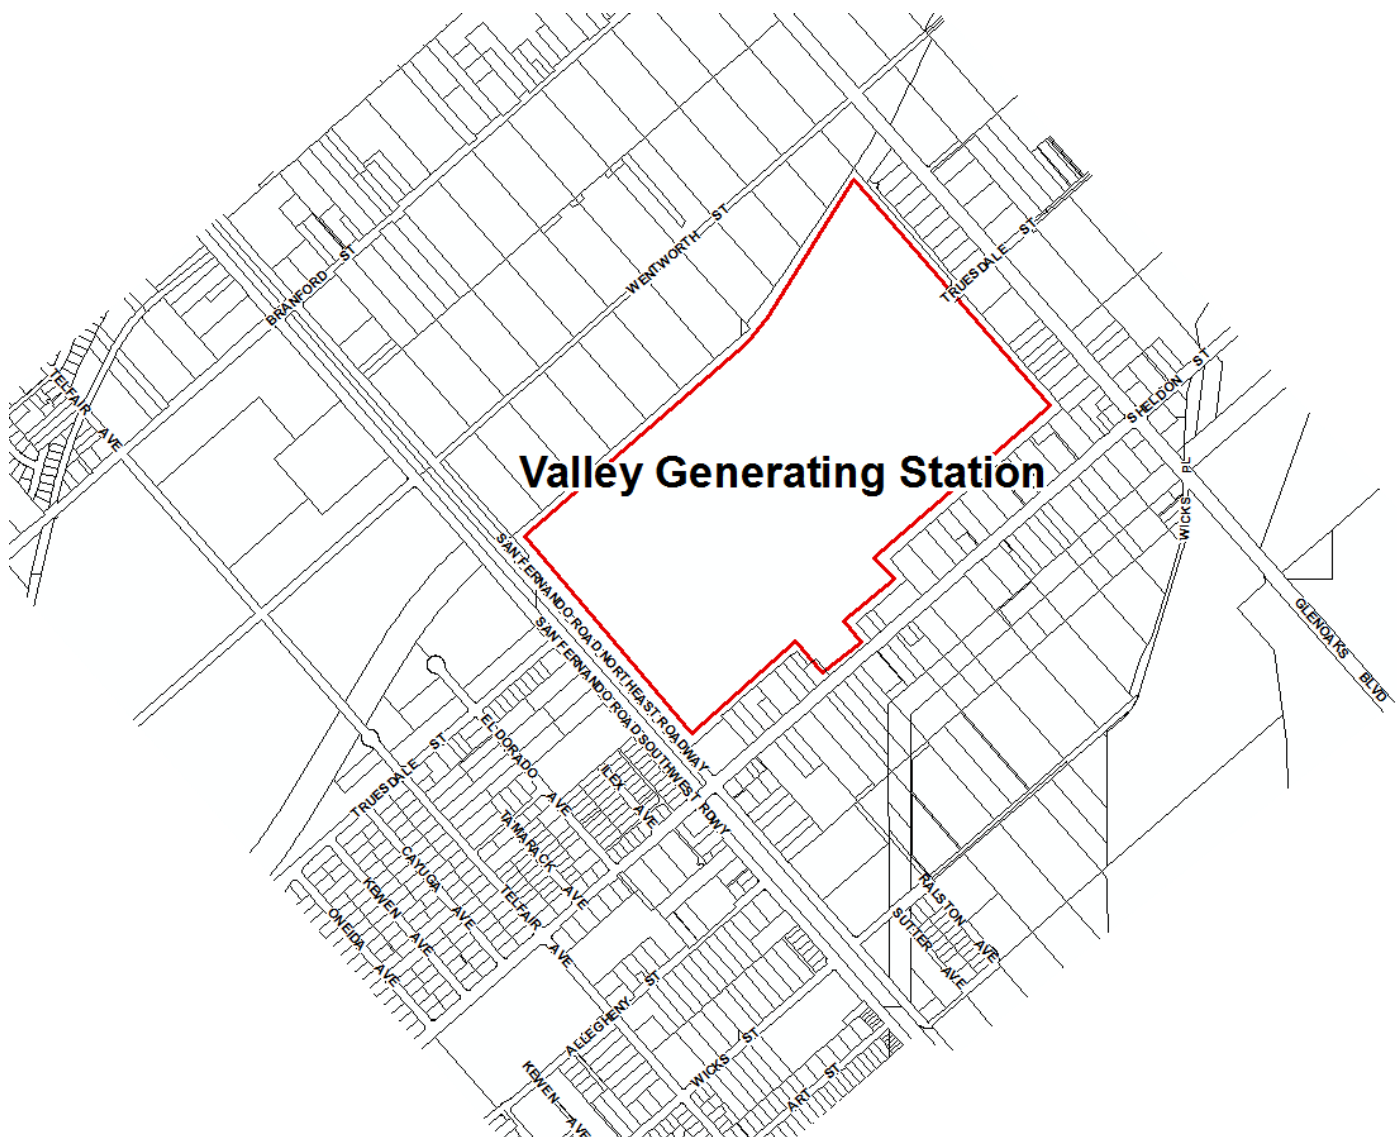 WENTWORTH ST
TRUESDALE ST
BRANFORD ST
SHELDON ST
TELFAIR AVE
Valley Generating Station
WICKS PL
SAN FERNANDO ROAD NORTHEAST ROADWAY
SAN FERNANDO ROAD SOUTHWEST RDWY
GLENOAKS BLVD
EL DORADO AVE
TRUESDALE ST
ILEX AVE
TAMARACK AVE
CAYUGA AVE
KEWEN AVE
TELFAIR AVE
ONEIDA AVE
RALSTON AVE
SUTTER AVE
ALLEGHENY ST
WICKS ST
ART ST
KEWEN AVE